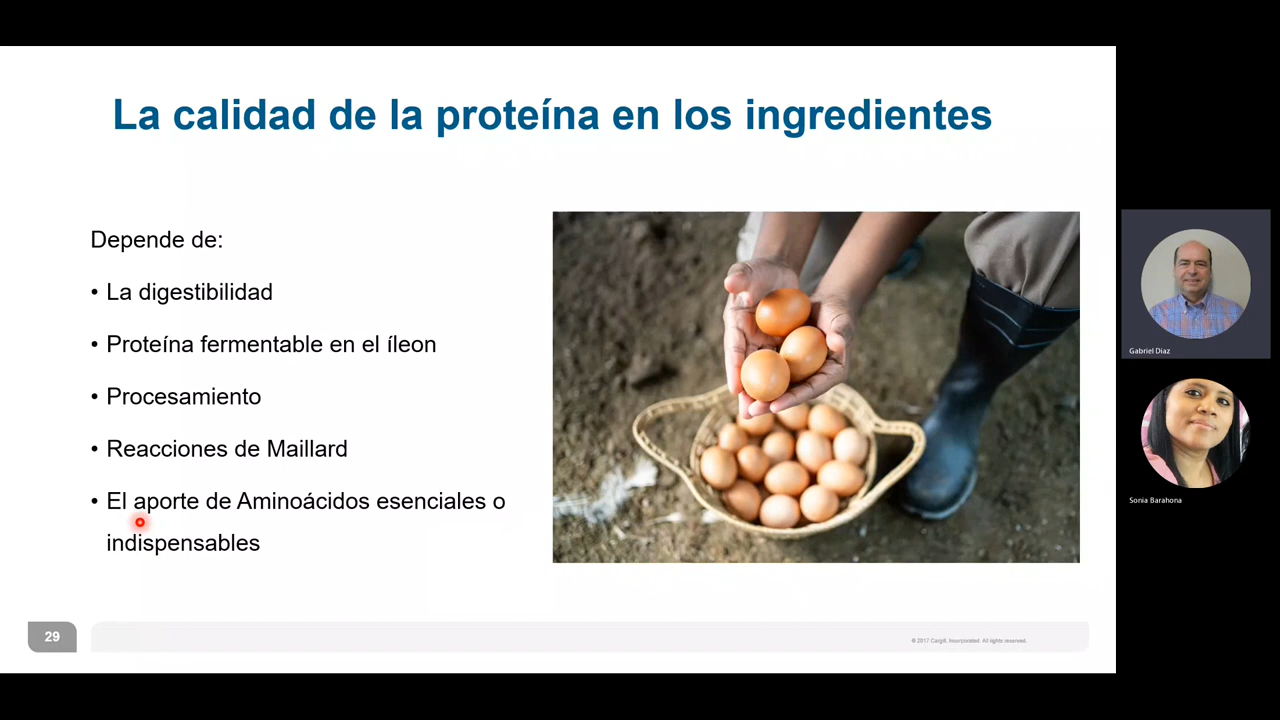 La calidad de la proteína en los ingredientes
Depende de:
• La digestibilidad
• Proteína fermentable en el íleon
• Procesamiento
• Reacciones de Maillard
• El aporte de Aminoácidos esenciales o
indispensables
Gabriel Diaz
Sonia Barahona
29
© 2017 Cargill, Incorporated. All rights reserved.